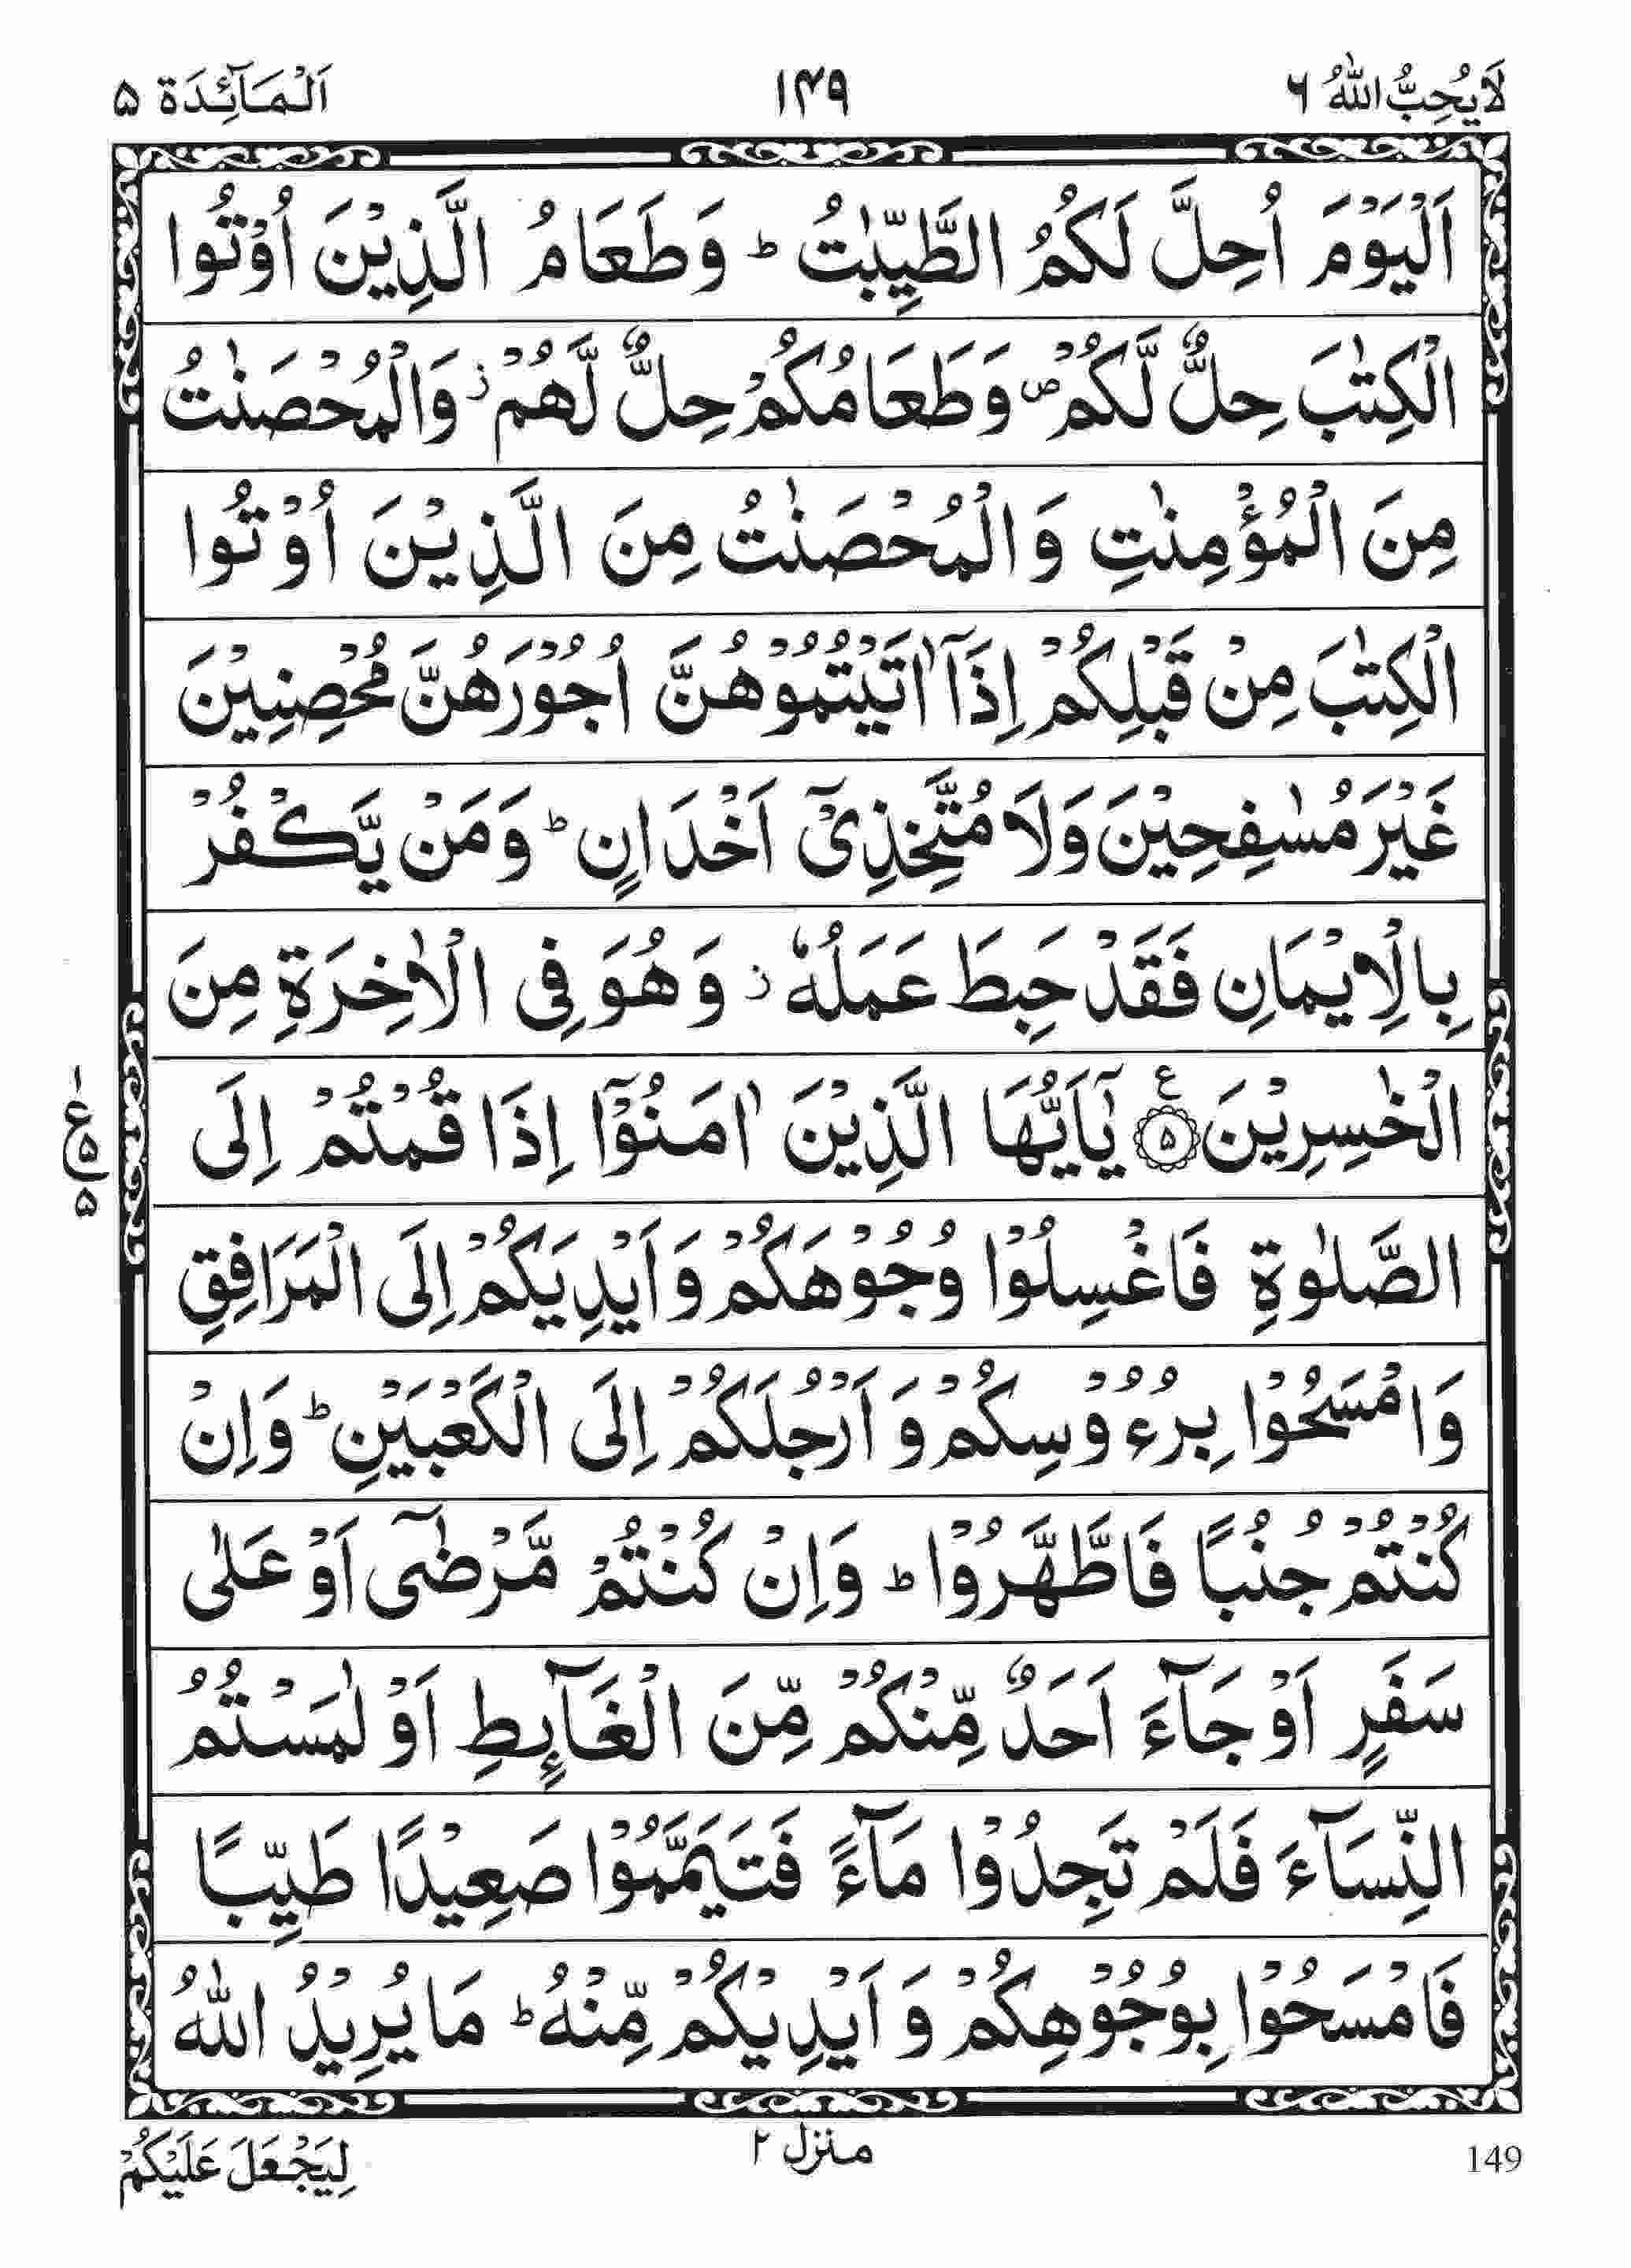 لَا يُحِبُّ اللّٰهُ ٦
١٤٩
اَلْمَآئِدَة ٥
اَلْيَوْمَ اُحِلَّ لَكُمُ الطَّيِّبٰتُ ؕ وَطَعَامُ الَّذِيْنَ اُوْتُوا
الْكِتٰبَ حِلٌّ لَّكُمْ ۪ وَطَعَامُكُمْ حِلٌّ لَّهُمْ ز وَالْمُحْصَنٰتُ
مِنَ الْمُؤْمِنٰتِ وَالْمُحْصَنٰتُ مِنَ الَّذِيْنَ اُوْتُوا
الْكِتٰبَ مِنْ قَبْلِكُمْ اِذَآ اٰتَيْتُمُوْهُنَّ اُجُوْرَهُنَّ مُحْصِنِيْنَ
غَيْرَ مُسٰفِحِيْنَ وَلَا مُتَّخِذِيْۤ اَخْدَانٍ ؕ وَمَنْ يَّكْفُرْ
بِالْاِيْمَانِ فَقَدْ حَبِطَ عَمَلُهٗ ز وَهُوَ فِى الْاٰخِرَةِ مِنَ
الْخٰسِرِيْنَ ع ٥ يٰۤاَيُّهَا الَّذِيْنَ اٰمَنُوْۤا اِذَا قُمْتُمْ اِلَى
١
ع
٥
٥
الصَّلٰوةِ فَاغْسِلُوْا وُجُوْهَكُمْ وَاَيْدِيَكُمْ اِلَى الْمَرَافِقِ
وَامْسَحُوْا بِرُءُوْسِكُمْ وَاَرْجُلَكُمْ اِلَى الْكَعْبَيْنِ ؕ وَاِنْ
كُنْتُمْ جُنُبًا فَاطَّهَّرُوْا ؕ وَاِنْ كُنْتُمْ مَّرْضٰۤى اَوْ عَلٰى
سَفَرٍ اَوْ جَآءَ اَحَدٌ مِّنْكُمْ مِّنَ الْغَآىِٕطِ اَوْ لٰمَسْتُمُ
النِّسَآءَ فَلَمْ تَجِدُوْا مَآءً فَتَيَمَّمُوْا صَعِيْدًا طَيِّبًا
فَامْسَحُوْا بِوُجُوْهِكُمْ وَاَيْدِيْكُمْ مِّنْهُ ؕ مَا يُرِيْدُ اللّٰهُ
منزل ٢
لِيَجْعَلَ عَلَيْكُمْ
149